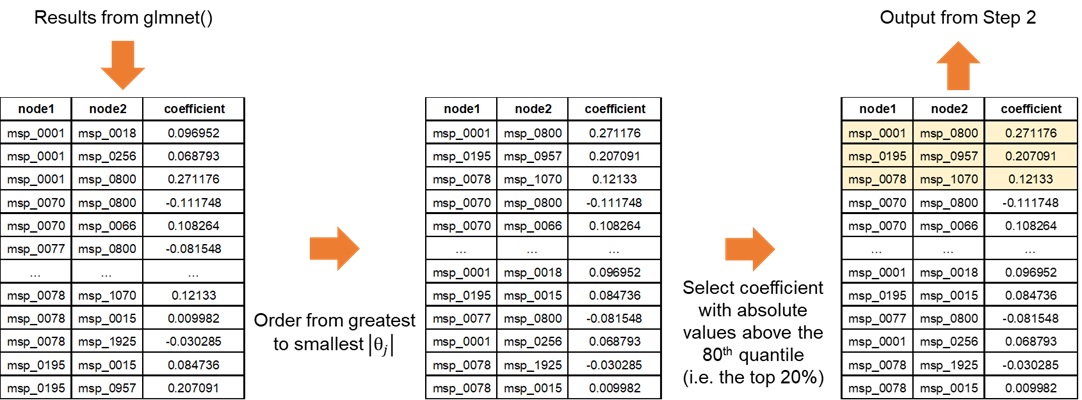 Results from glmnet()
Output from Step 2
node1 node2 coefficient
msp_0001 msp_0018 0.096952
msp_0001 msp_0256 0.068793
msp_0001 msp_0800 0.271176
msp_0070 msp_0800 -0.111748
msp_0070 msp_0066 0.108264
msp_0077 msp_0800 -0.081548
... ... ...
msp_0078 msp_1070 0.12133
msp_0078 msp_0015 0.009982
msp_0078 msp_1925 -0.030285
msp_0195 msp_0015 0.084736
msp_0195 msp_0957 0.207091
Order from greatest
to smallest |θj|
node1 node2 coefficient
msp_0001 msp_0800 0.271176
msp_0195 msp_0957 0.207091
msp_0078 msp_1070 0.12133
msp_0070 msp_0800 -0.111748
msp_0070 msp_0066 0.108264
... ... ...
msp_0001 msp_0018 0.096952
msp_0195 msp_0015 0.084736
msp_0077 msp_0800 -0.081548
msp_0001 msp_0256 0.068793
msp_0078 msp_1925 -0.030285
msp_0078 msp_0015 0.009982
Select coefficient
with absolute
values above the
80th quantile
(i.e. the top 20%)
node1 node2 coefficient
msp_0001 msp_0800 0.271176
msp_0195 msp_0957 0.207091
msp_0078 msp_1070 0.12133
msp_0070 msp_0800 -0.111748
msp_0070 msp_0066 0.108264
... ... ...
msp_0001 msp_0018 0.096952
msp_0195 msp_0015 0.084736
msp_0077 msp_0800 -0.081548
msp_0001 msp_0256 0.068793
msp_0078 msp_1925 -0.030285
msp_0078 msp_0015 0.009982